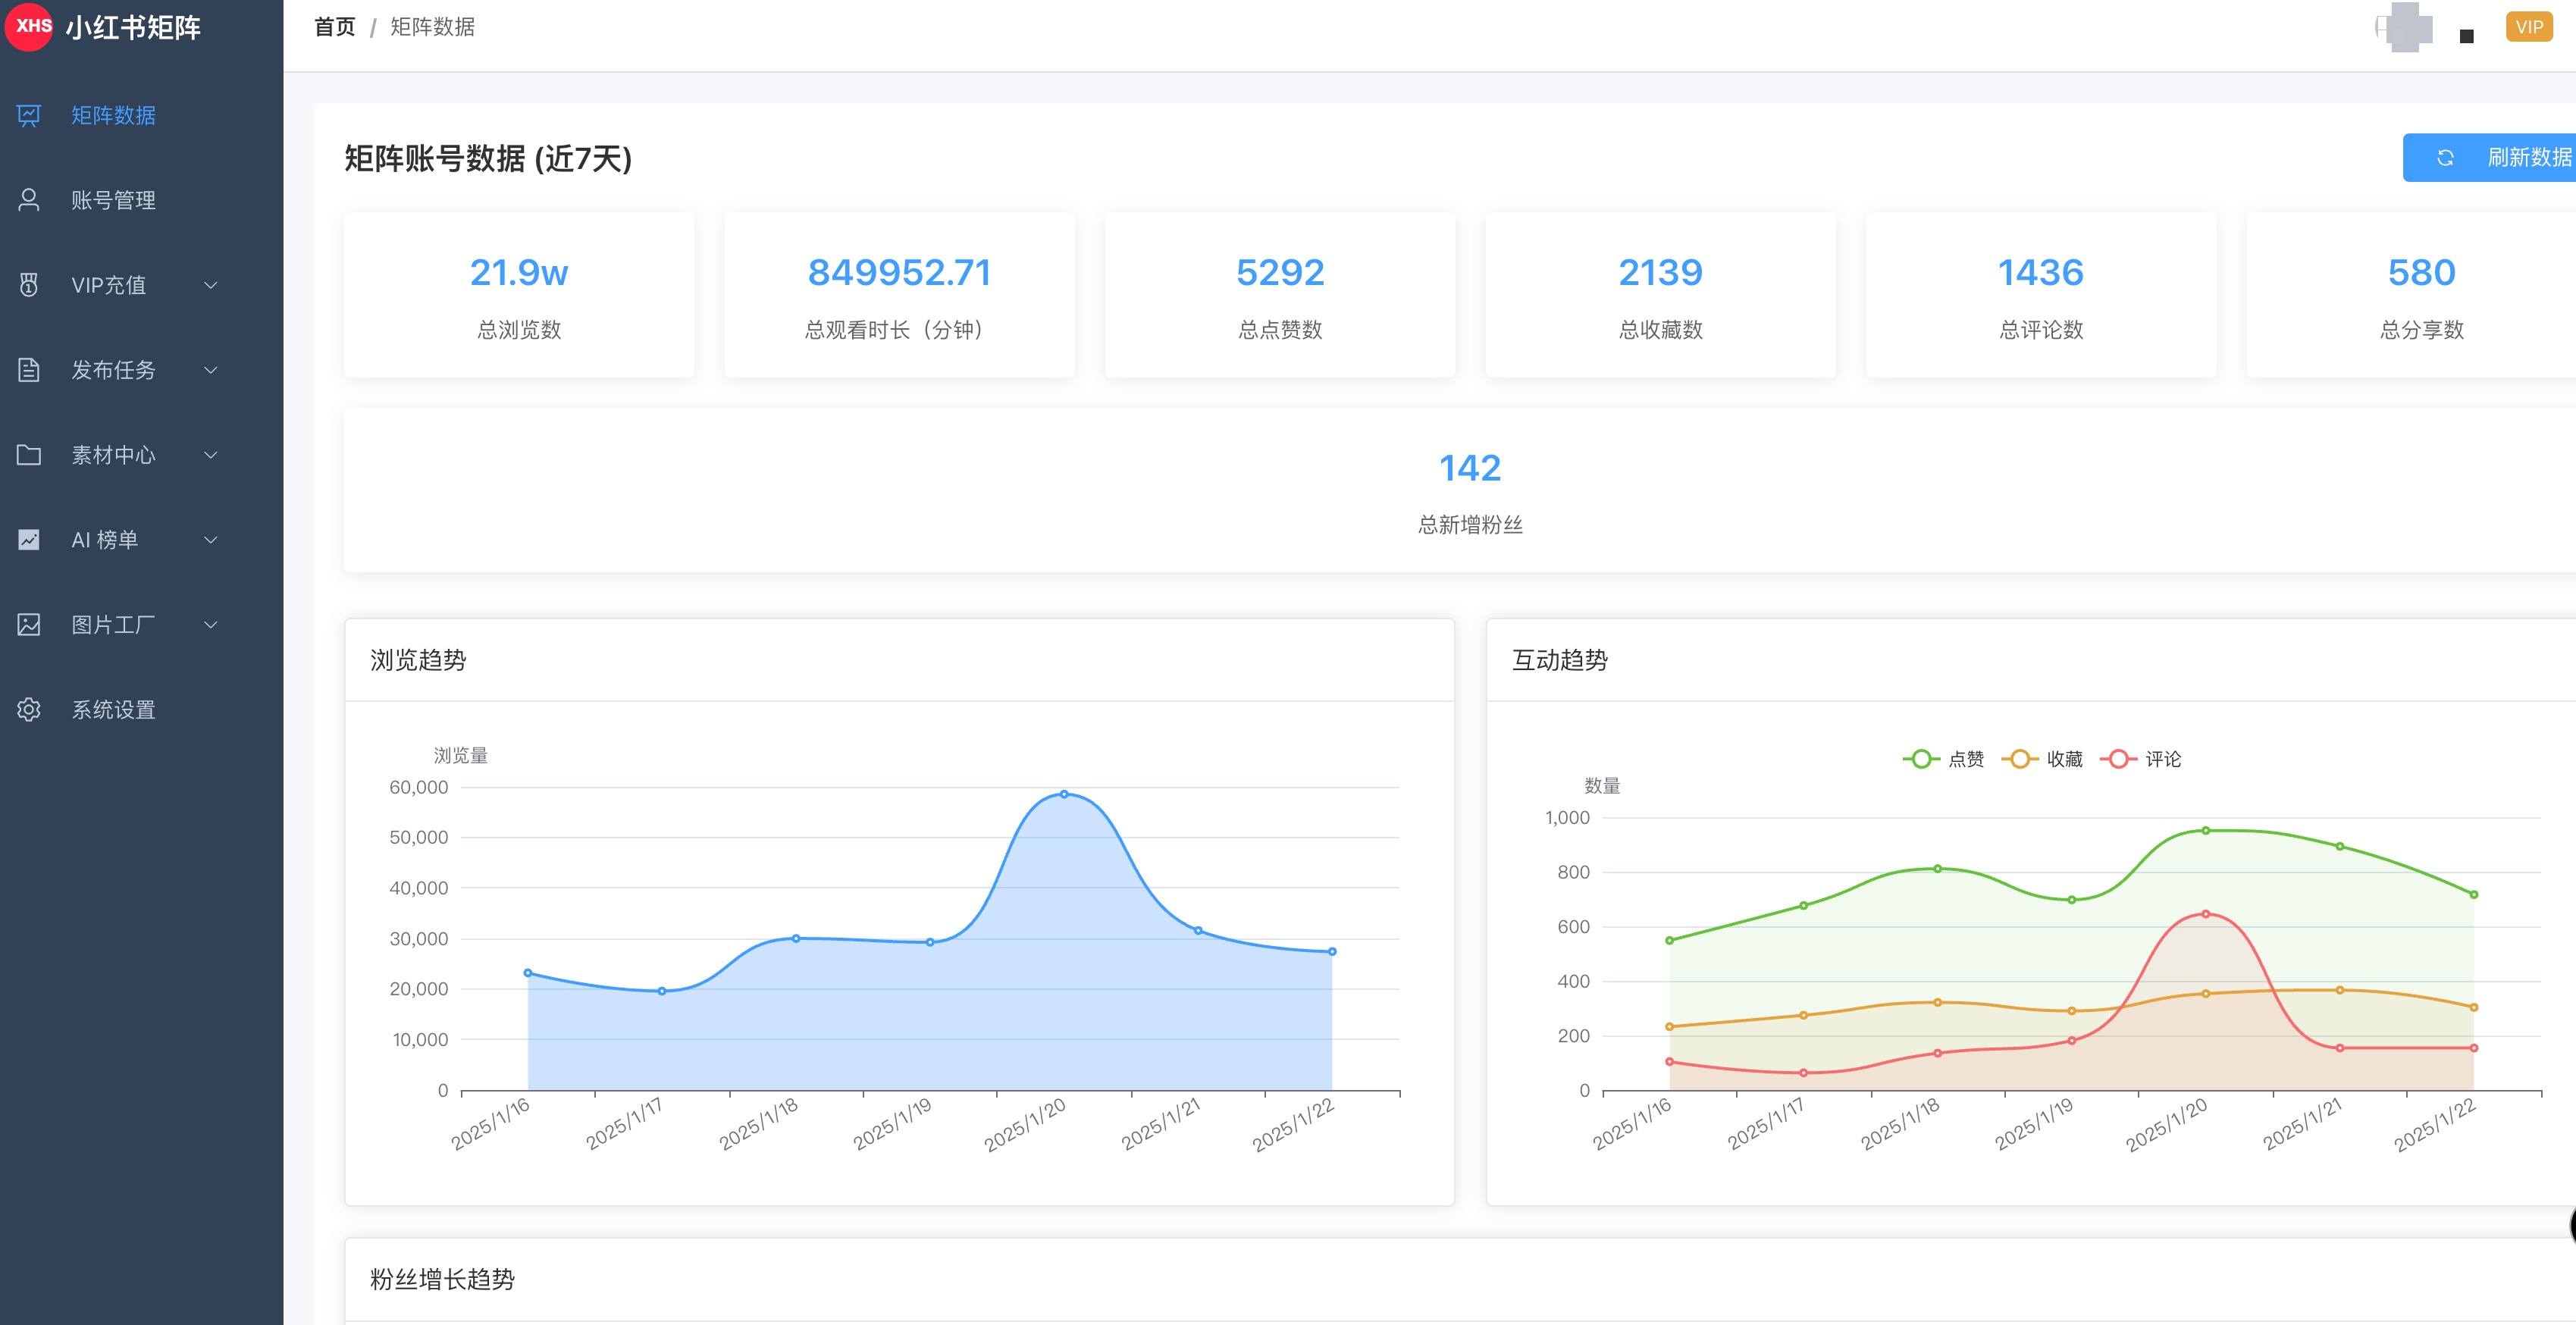 XHS 小红书矩阵
首页 / 矩阵数据
VIP
矩阵数据
账号管理
VIP充值
发布任务
素材中心
AI 榜单
图片工厂
系统设置
矩阵账号数据 (近7天)
刷新数据
21.9w
总浏览数
849952.71
总观看时长（分钟）
5292
总点赞数
2139
总收藏数
1436
总评论数
580
总分享数
142
总新增粉丝
浏览趋势
浏览量
60,000
50,000
40,000
30,000
20,000
10,000
0
2025/1/16
2025/1/17
2025/1/18
2025/1/19
2025/1/20
2025/1/21
2025/1/22
互动趋势
点赞 收藏 评论
数量
1,000
800
600
400
200
0
2025/1/16
2025/1/17
2025/1/18
2025/1/19
2025/1/20
2025/1/21
2025/1/22
粉丝增长趋势